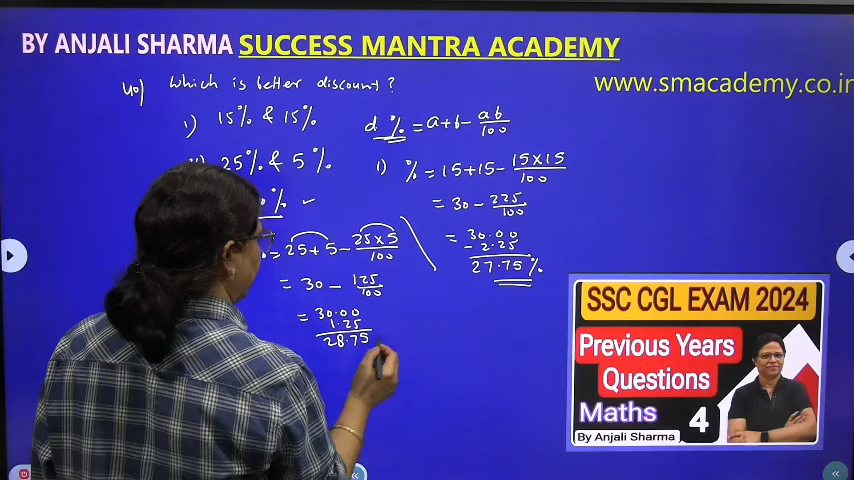 BY ANJALI SHARMA SUCCESS MANTRA ACADEMY
www.smacademy.co.in
40) Which is better discount?
i) 15% & 15%
d % = a+b - ab/100
25% & 5%
1) % = 15+15 - 15×15/100
= 30 - 225/100
0% ✓
= 30.00
- 2.25
27.75%
% = 25+5 - 25×5/100
= 30 - 125/100
= 30.00
1.25
28.75
SSC CGL EXAM 2024
Previous Years
Questions
Maths 4
By Anjali Sharma